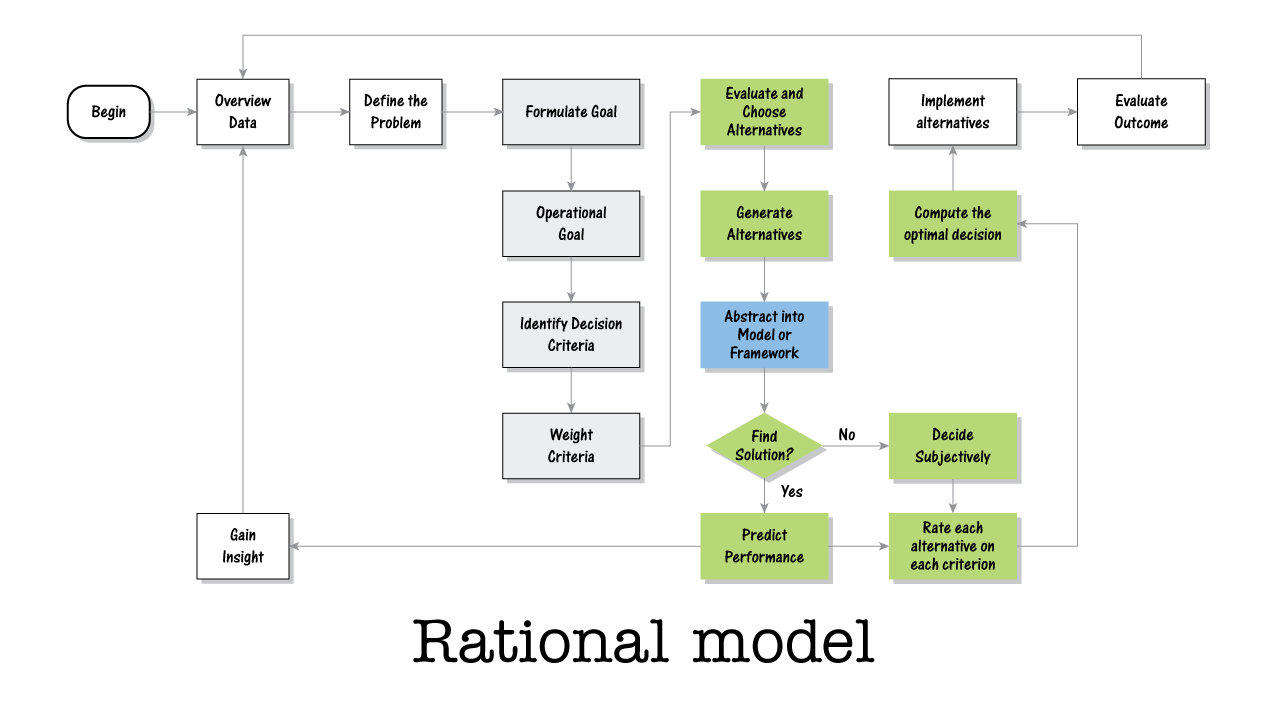 Begin
Overview
Data
Define the
Problem
Formulate Goal
Operational
Goal
Identify Decision
Criteria
Weight
Criteria
Evaluate and
Choose
Alternatives
Generate
Alternatives
Abstract into
Model or
Framework
Find
Solution?
No
Yes
Decide
Subjectively
Predict
Performance
Rate each
alternative on
each criterion
Gain
Insight
Compute the
optimal decision
Implement
alternatives
Evaluate
Outcome
Rational model